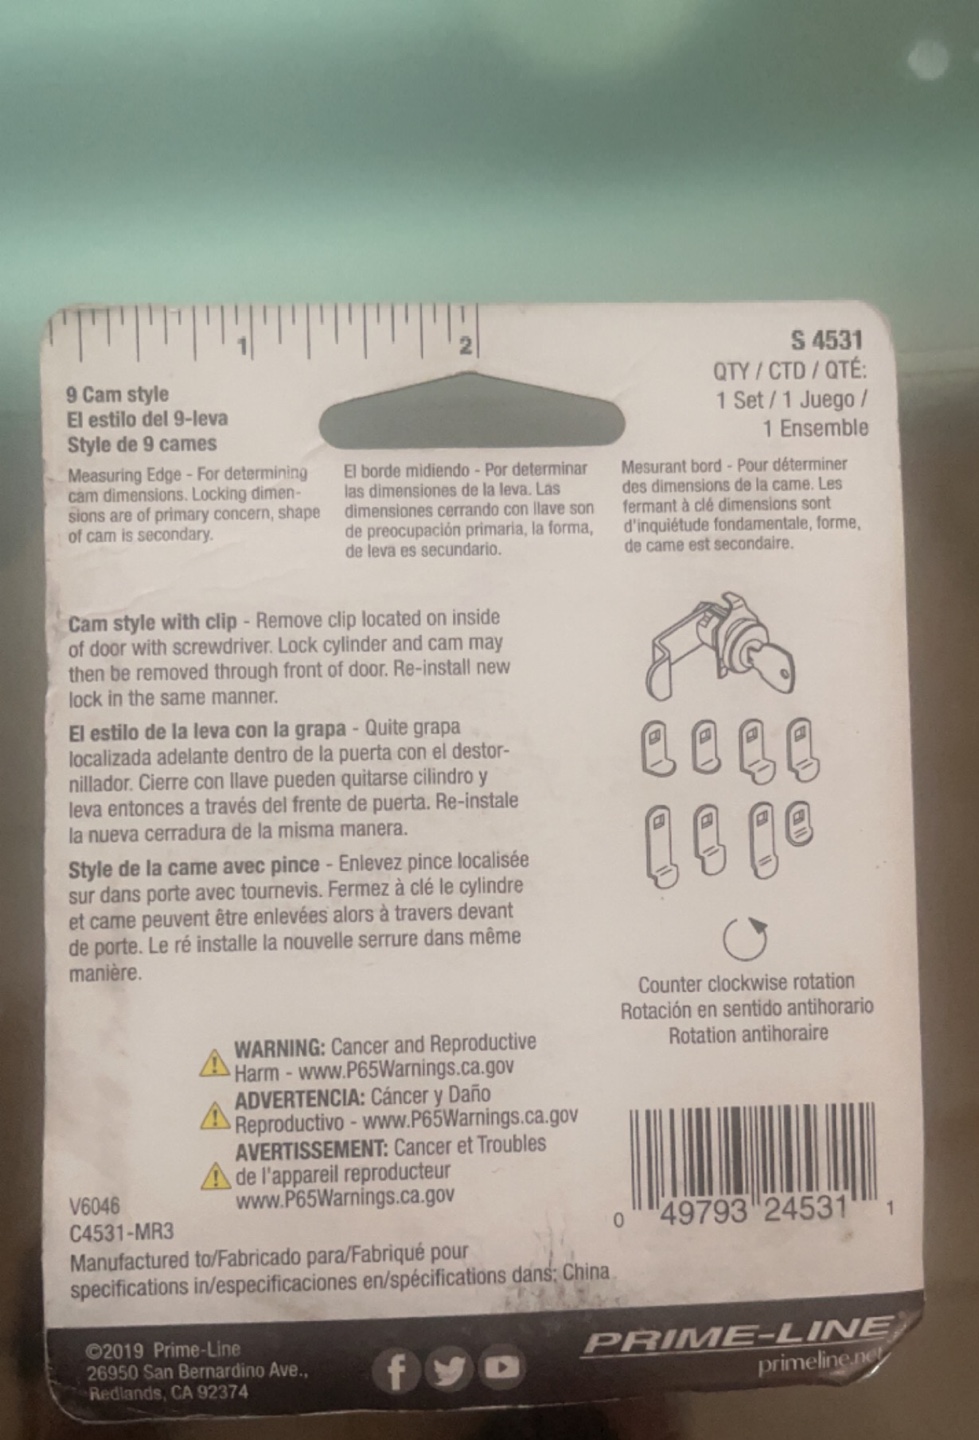 1
2
S 4531
QTY / CTD / QTÉ:
1 Set / 1 Juego /
1 Ensemble
9 Cam style
El estilo del 9-leva
Style de 9 cames
Measuring Edge - For determining
cam dimensions. Locking dimen-
sions are of primary concern, shape
of cam is secondary.
El borde midiendo - Por determinar
las dimensiones de la leva. Las
dimensiones cerrando con llave son
de preocupación primaria, la forma,
de leva es secundario.
Mesurant bord - Pour déterminer
des dimensions de la came. Les
fermant à clé dimensions sont
d'inquiétude fondamentale, forme,
de came est secondaire.
Cam style with clip - Remove clip located on inside
of door with screwdriver. Lock cylinder and cam may
then be removed through front of door. Re-install new
lock in the same manner.
El estilo de la leva con la grapa - Quite grapa
localizada adelante dentro de la puerta con el destor-
nillador. Cierre con llave pueden quitarse cilindro y
leva entonces a través del frente de puerta. Re-instale
la nueva cerradura de la misma manera.
Style de la came avec pince - Enlevez pince localisée
sur dans porte avec tournevis. Fermez à clé le cylindre
et came peuvent être enlevées alors à travers devant
de porte. Le ré installe la nouvelle serrure dans même
manière.
Counter clockwise rotation
Rotación en sentido antihorario
Rotation antihoraire
WARNING: Cancer and Reproductive
Harm - www.P65Warnings.ca.gov
ADVERTENCIA: Cáncer y Daño
Reproductivo - www.P65Warnings.ca.gov
AVERTISSEMENT: Cancer et Troubles
de l'appareil reproducteur
www.P65Warnings.ca.gov
V6046
C4531-MR3
0 49793 24531 1
Manufactured to/Fabricado para/Fabriqué pour
specifications in/especificaciones en/spécifications dans: China
©2019 Prime-Line
26950 San Bernardino Ave.,
Redlands, CA 92374
PRIME-LINE
primeline.net